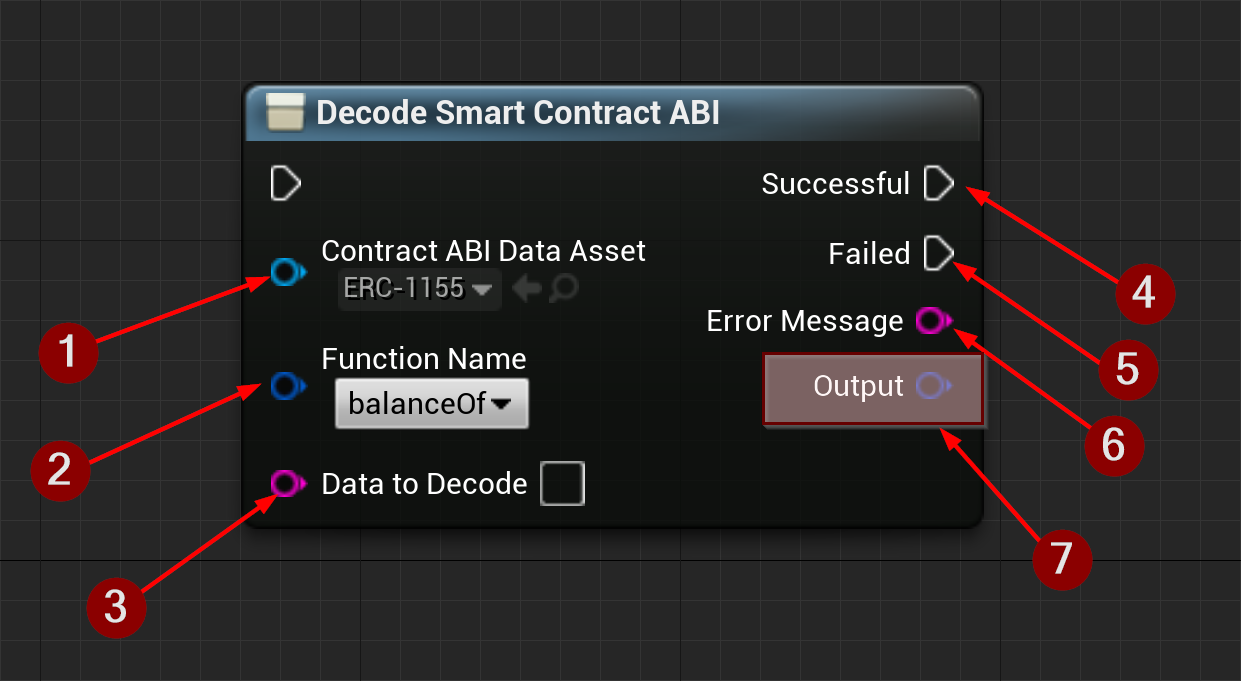 Decode Smart Contract ABI
Successful
Contract ABI Data Asset
Failed
ERC-1155
4
Error Message
1
Function Name
5
Output
balanceOf
6
2
Data to Decode
7
3